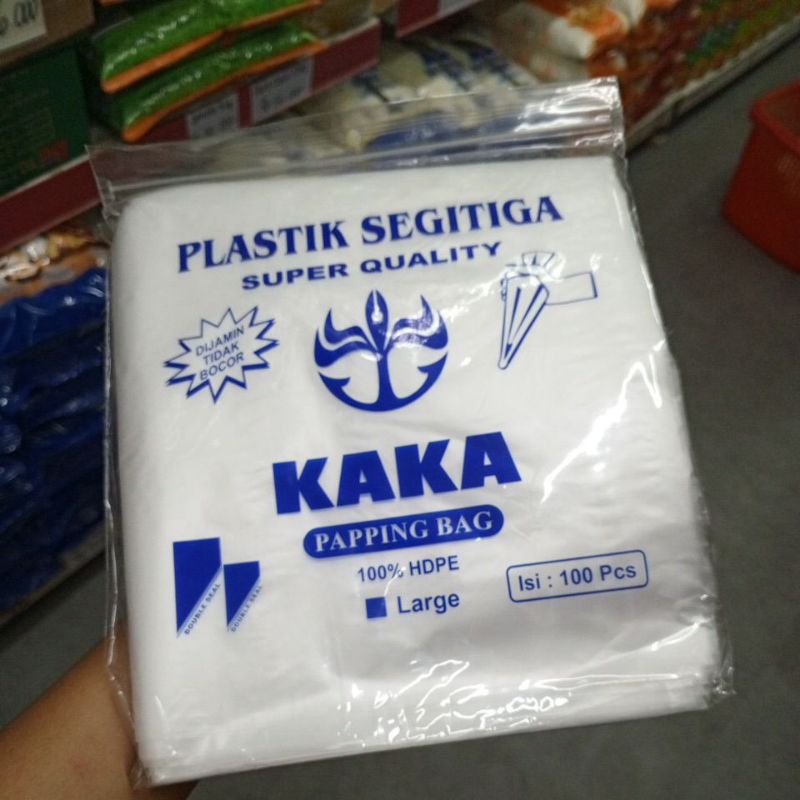 PLASTIK SEGITIGA
SUPER QUALITY
DIJAMIN
TIDAK
BOCOR
KAKA
PAPPING BAG
100% HDPE
Large
Isi : 100 Pcs
DOUBLE SEAL
DOUBLE SEAL